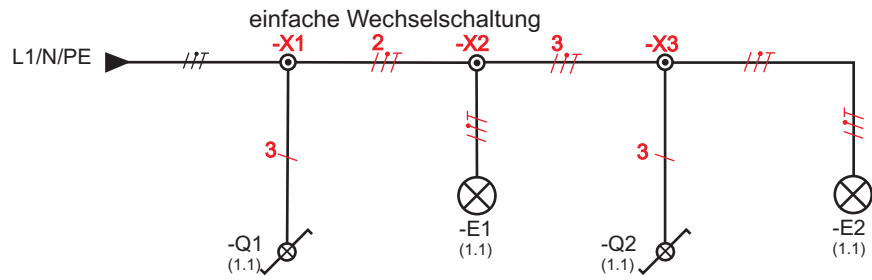 einfache Wechselschaltung
L1/N/PE
-X1
2
-X2
3
-X3
3
3
-Q1
(1.1)
-E1
(1.1)
-Q2
(1.1)
-E2
(1.1)